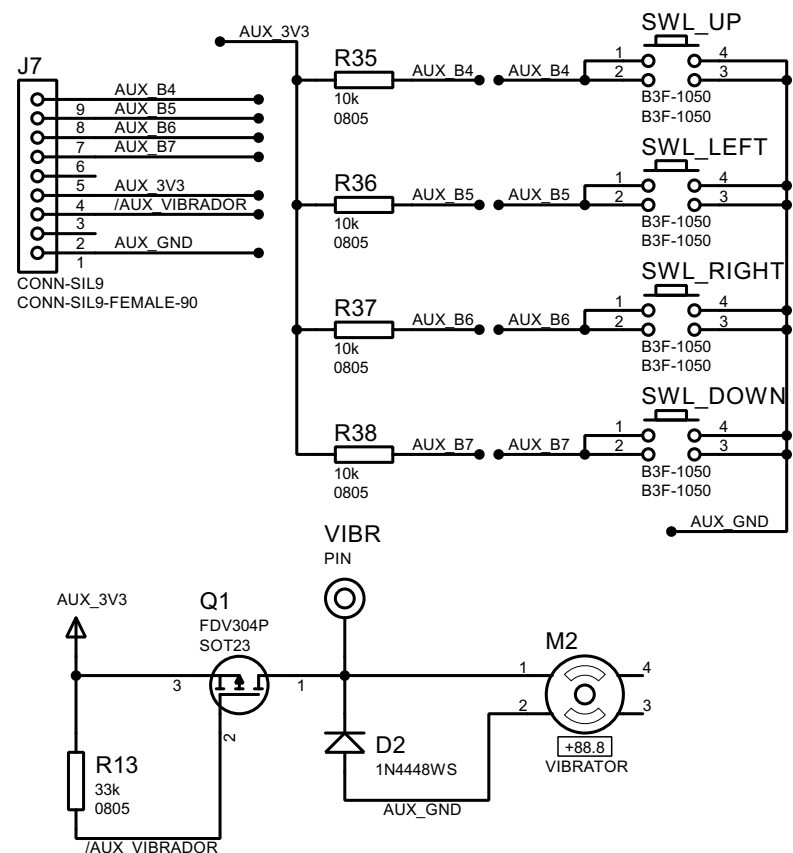 J7
AUX_B4
9
AUX_B5
8
AUX_B6
7
AUX_B7
6
5
AUX_3V3
4
/AUX_VIBRADOR
3
2
AUX_GND
1
CONN-SIL9
CONN-SIL9-FEMALE-90
AUX_3V3
R35
10k
0805
AUX_B4
AUX_B4
SWL_UP
1
4
2
3
B3F-1050
B3F-1050
R36
10k
0805
AUX_B5
AUX_B5
SWL_LEFT
1
4
2
3
B3F-1050
B3F-1050
R37
10k
0805
AUX_B6
AUX_B6
SWL_RIGHT
1
4
2
3
B3F-1050
B3F-1050
R38
10k
0805
AUX_B7
AUX_B7
SWL_DOWN
1
4
2
3
B3F-1050
B3F-1050
AUX_GND
VIBR
PIN
AUX_3V3
Q1
FDV304P
SOT23
3
1
2
R13
33k
0805
/AUX_VIBRADOR
D2
1N4448WS
AUX_GND
M2
1
4
2
3
+88.8
VIBRATOR